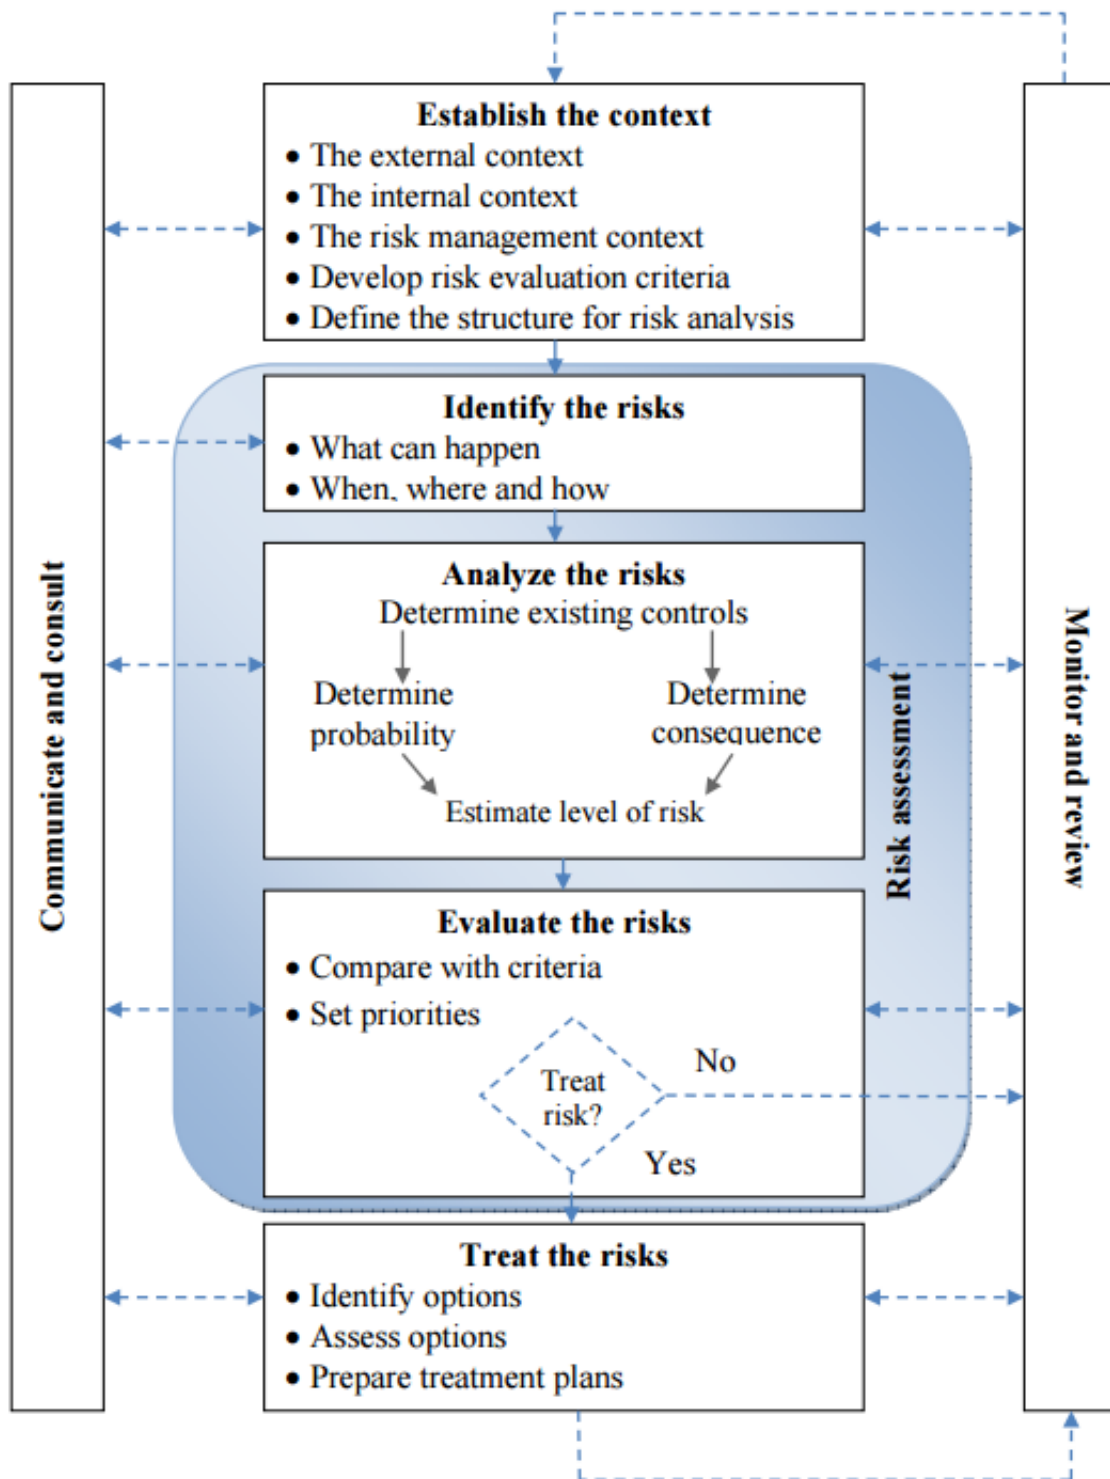 Establish the context
• The external context
• The internal context
• The risk management context
• Develop risk evaluation criteria
• Define the structure for risk analysis
Identify the risks
• What can happen
• When, where and how
Analyze the risks
Determine existing controls
Determine
probability
Determine
consequence
Estimate level of risk
Evaluate the risks
• Compare with criteria
• Set priorities
Treat
risk?
No
Yes
Treat the risks
• Identify options
• Assess options
• Prepare treatment plans
Communicate and consult
Risk assessment
Monitor and review